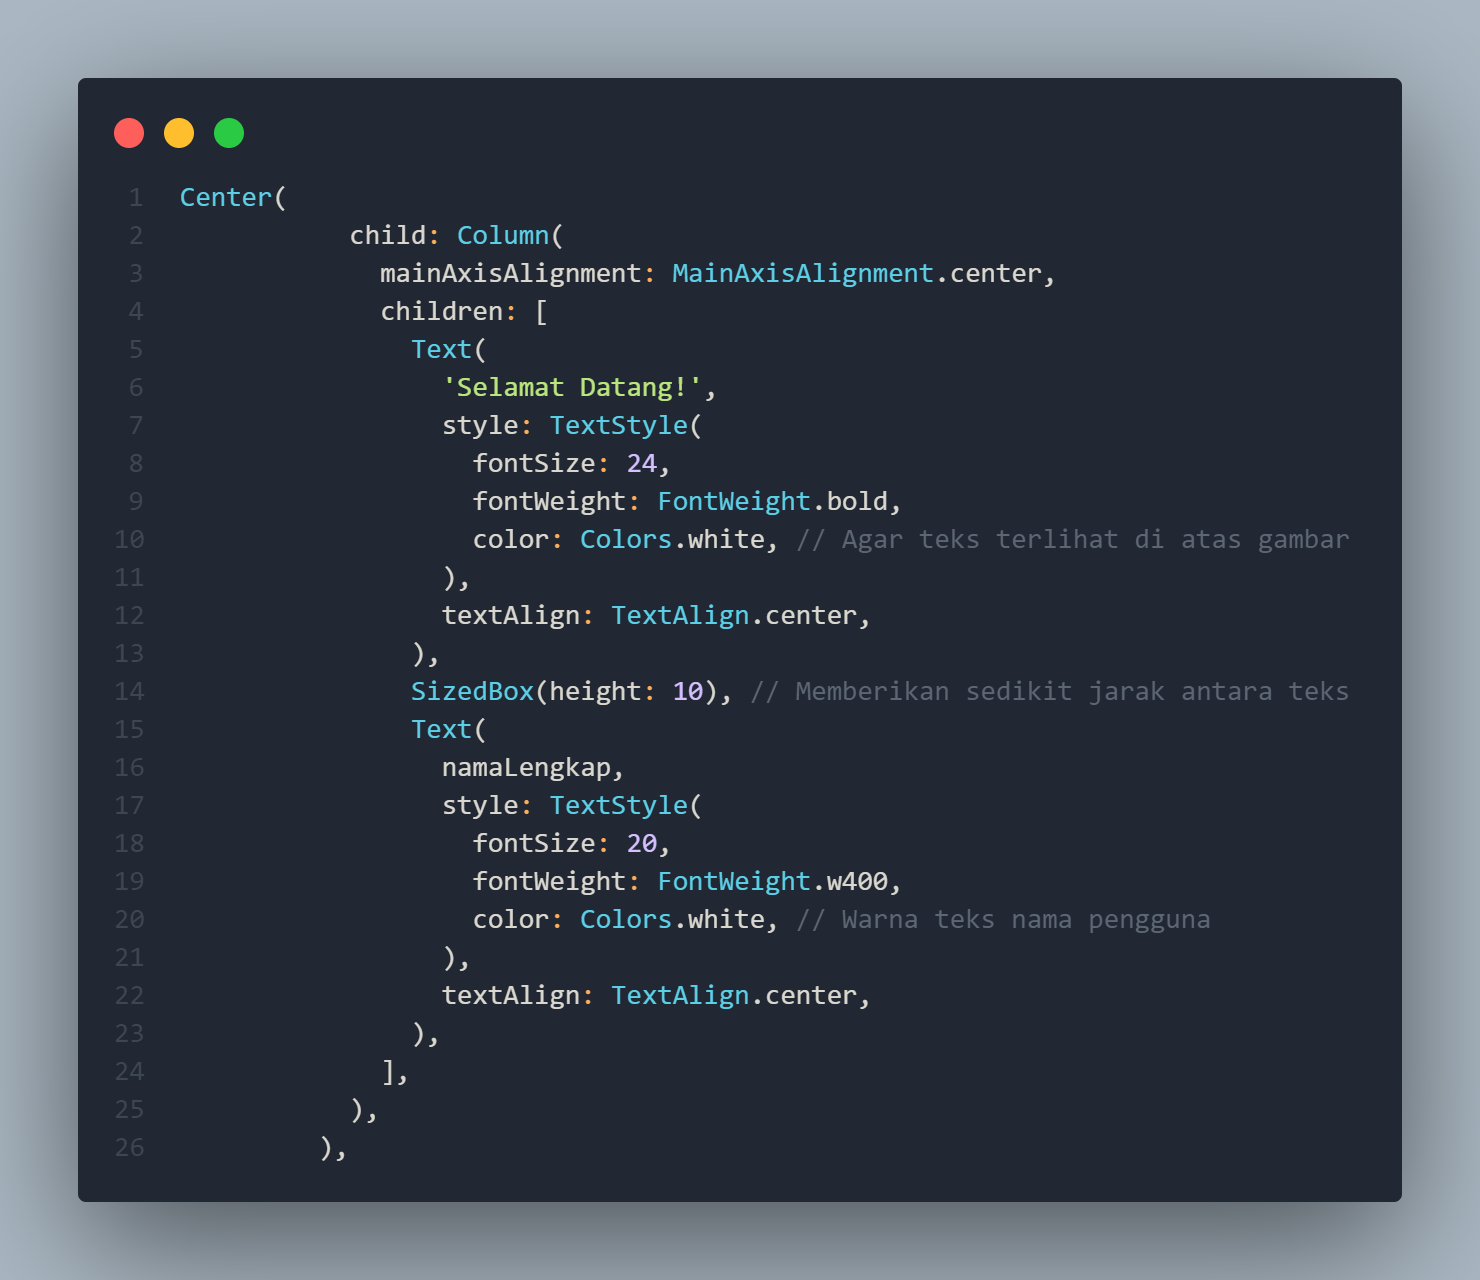 1 Center(
2 child: Column(
3 mainAxisAlignment: MainAxisAlignment.center,
4 children: [
5 Text(
6 'Selamat Datang!',
7 style: TextStyle(
8 fontSize: 24,
9 fontWeight: FontWeight.bold,
10 color: Colors.white, // Agar teks terlihat di atas gambar
11 ),
12 textAlign: TextAlign.center,
13 ),
14 SizedBox(height: 10), // Memberikan sedikit jarak antara teks
15 Text(
16 namaLengkap,
17 style: TextStyle(
18 fontSize: 20,
19 fontWeight: FontWeight.w400,
20 color: Colors.white, // Warna teks nama pengguna
21 ),
22 textAlign: TextAlign.center,
23 ),
24 ],
25 ),
26 ),